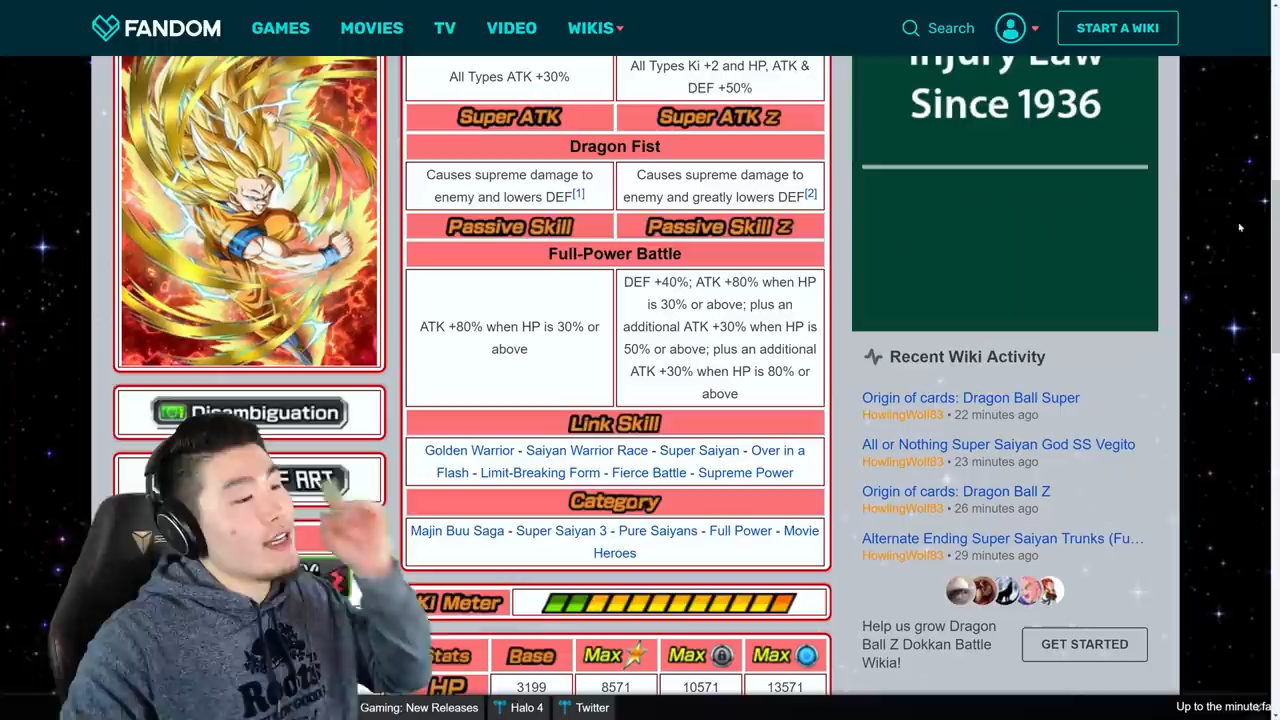 FANDOM
GAMES
MOVIES
TV
VIDEO
WIKIS
Search
START A WIKI
All Types ATK +30%
All Types Ki +2 and HP, ATK &
DEF +50%
Super ATK
Super ATK Z
Dragon Fist
Causes supreme damage to
enemy and lowers DEF[1]
Causes supreme damage to
enemy and greatly lowers DEF[2]
Passive Skill
Passive Skill Z
Full-Power Battle
ATK +80% when HP is 30% or
above
DEF +40%; ATK +80% when HP
is 30% or above; plus an
additional ATK +30% when HP is
50% or above; plus an additional
ATK +30% when HP is 80% or
above
Link Skill
Golden Warrior - Saiyan Warrior Race - Super Saiyan - Over in a
Flash - Limit-Breaking Form - Fierce Battle - Supreme Power
Category
Majin Buu Saga - Super Saiyan 3 - Pure Saiyans - Full Power - Movie
Heroes
Ki Meter
Stats
Base
Max
Max
Max
HP
3199
8571
10571
13571
Disambiguation
ART
Injury Law
Since 1936
Recent Wiki Activity
Origin of cards: Dragon Ball Super
HowlingWolf83 • 22 minutes ago
All or Nothing Super Saiyan God SS Vegito
HowlingWolf83 • 23 minutes ago
Origin of cards: Dragon Ball Z
HowlingWolf83 • 26 minutes ago
Alternate Ending Super Saiyan Trunks (Fu…
HowlingWolf83 • 29 minutes ago
Help us grow Dragon
Ball Z Dokkan Battle
Wikia!
GET STARTED
Gaming: New Releases
Halo 4
Twitter
Up to the minute fa